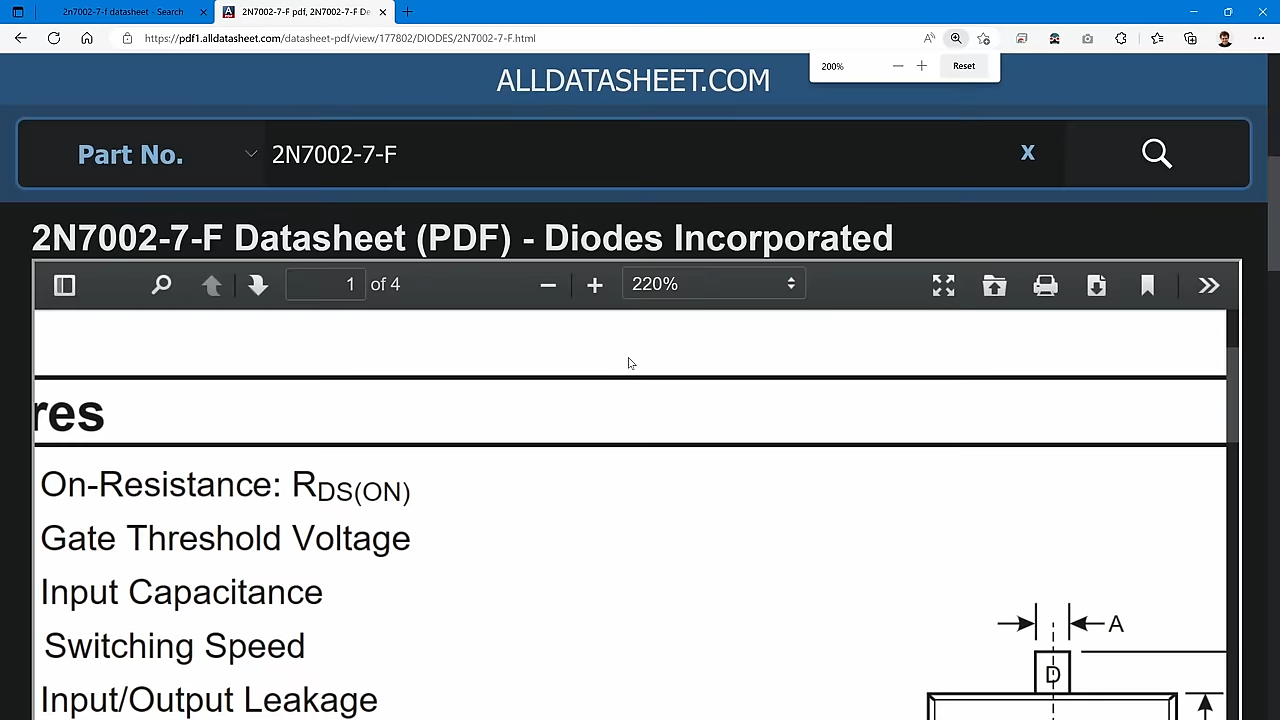 2n7002-7-f datasheet - Search
2N7002-7-F pdf, 2N7002-7-F De
https://pdf1.alldatasheet.com/datasheet-pdf/view/177802/DIODES/2N7002-7-F.html
200%
Reset
ALLDATASHEET.COM
Part No.
2N7002-7-F
X
2N7002-7-F Datasheet (PDF) - Diodes Incorporated
1 of 4
220%
res
On-Resistance: RDS(ON)
Gate Threshold Voltage
Input Capacitance
Switching Speed
Input/Output Leakage
A
D